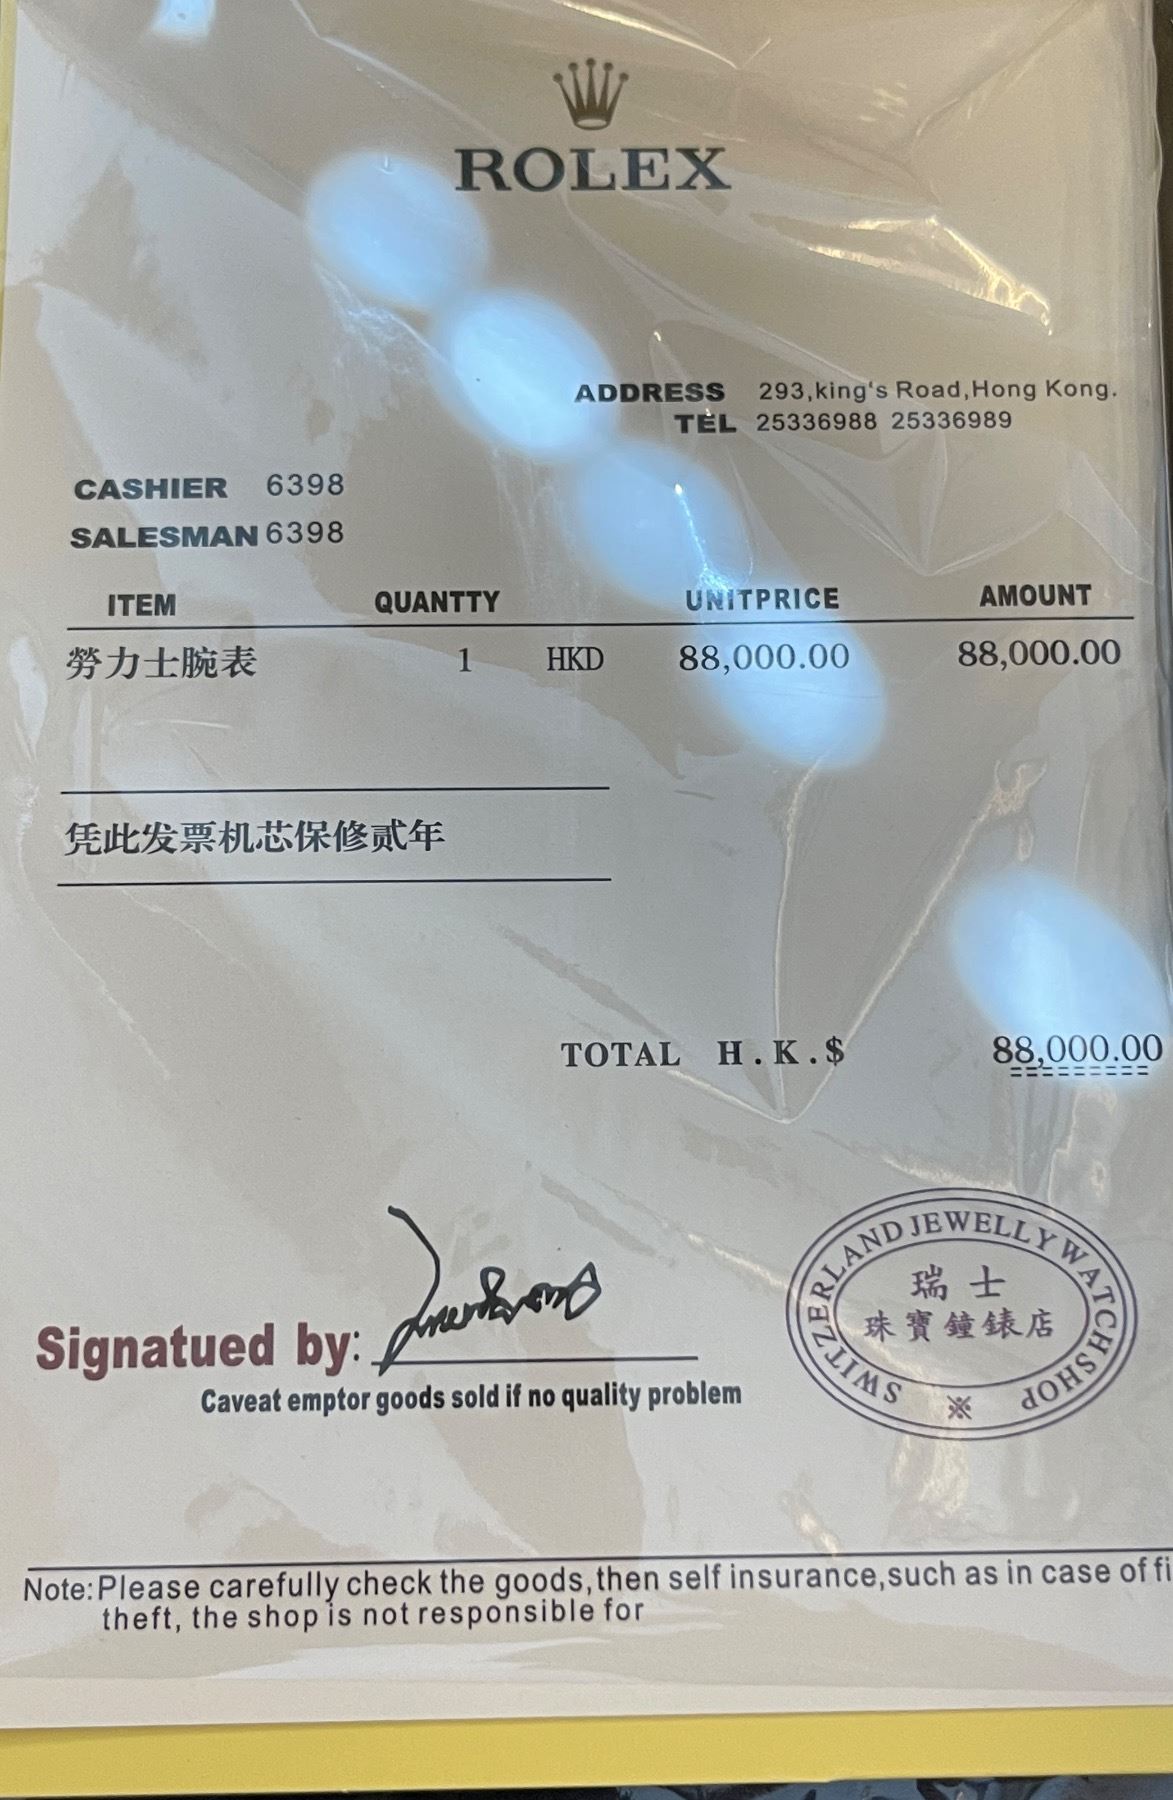 ROLEX
ADDRESS 293,king's Road,Hong Kong.
TEL 25336988 25336989
CASHIER 6398
SALESMAN 6398
ITEM QUANTTY UNITPRICE AMOUNT
勞力士腕表 1 HKD 88,000.00 88,000.00
凭此发票机芯保修贰年
TOTAL H.K.$ 88,000.00
=========
SWITZERLAND JEWELLY WATCHSHOP
瑞士
珠寶鐘錶店
※
Signatued by:
Caveat emptor goods sold if no quality problem
Note:Please carefully check the goods,then self insurance,such as in case of fi
theft, the shop is not responsible for